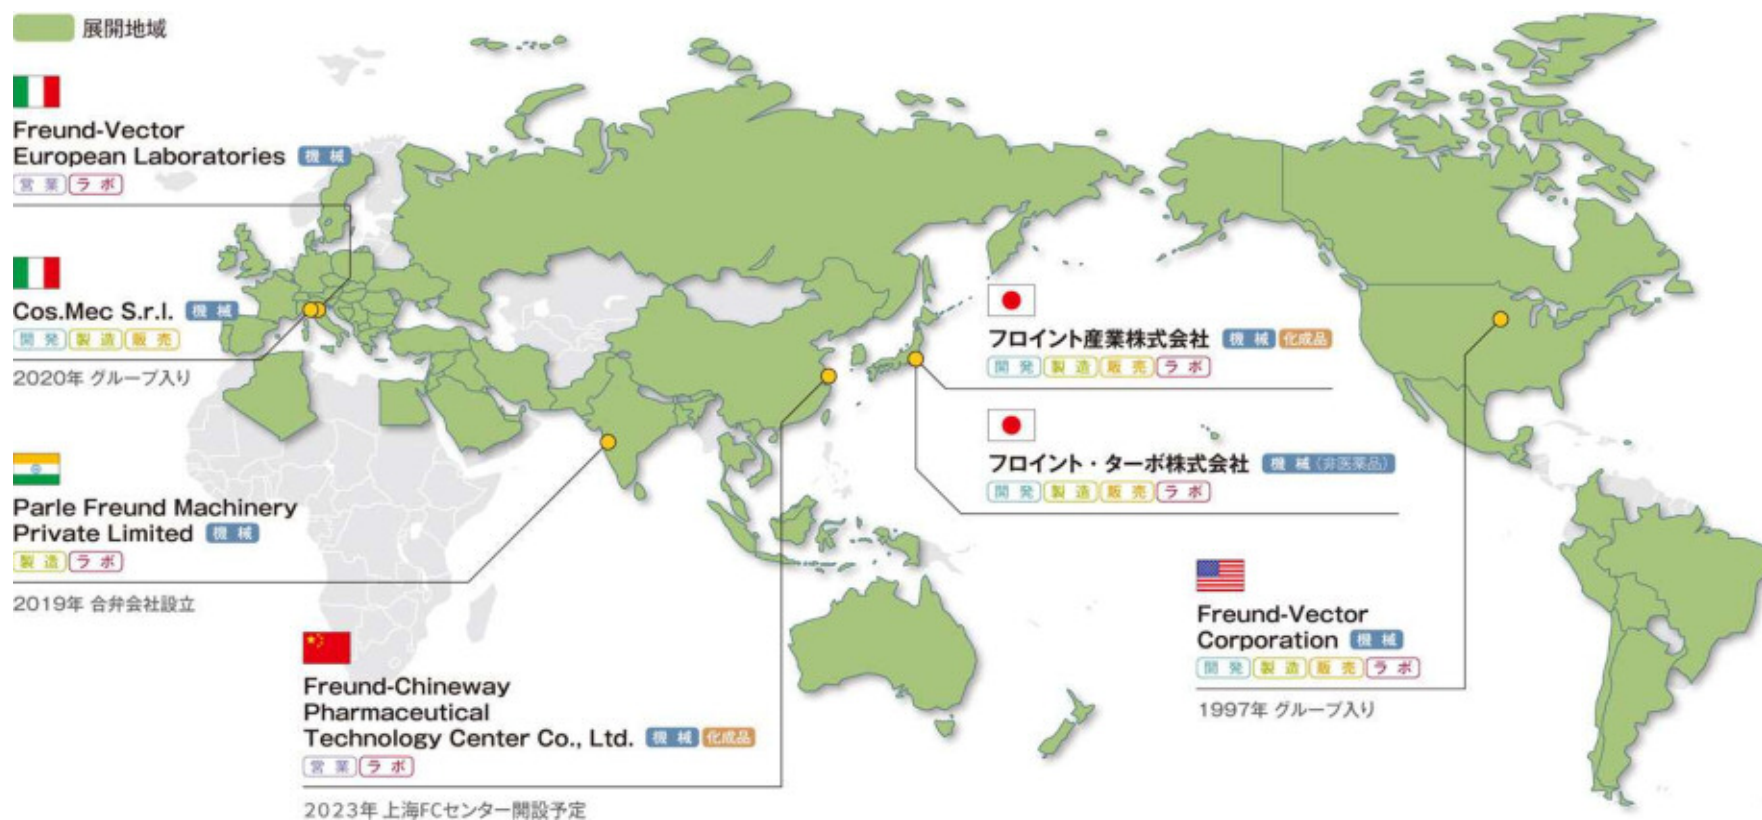 展開地域
Freund-Vector
European Laboratories 機械
営業 ラボ
Cos.Mec S.r.l. 機械
開発 製造 販売
2020年 グループ入り
Parle Freund Machinery
Private Limited 機械
製造 ラボ
2019年 合弁会社設立
Freund-Chineway
Pharmaceutical
Technology Center Co., Ltd. 機械 化成品
営業 ラボ
2023年 上海FCセンター開設予定
フロイント産業株式会社 機械 化成品
開発 製造 販売 ラボ
フロイント・ターボ株式会社 機械(非医薬品)
開発 製造 販売 ラボ
Freund-Vector
Corporation 機械
開発 製造 販売 ラボ
1997年 グループ入り